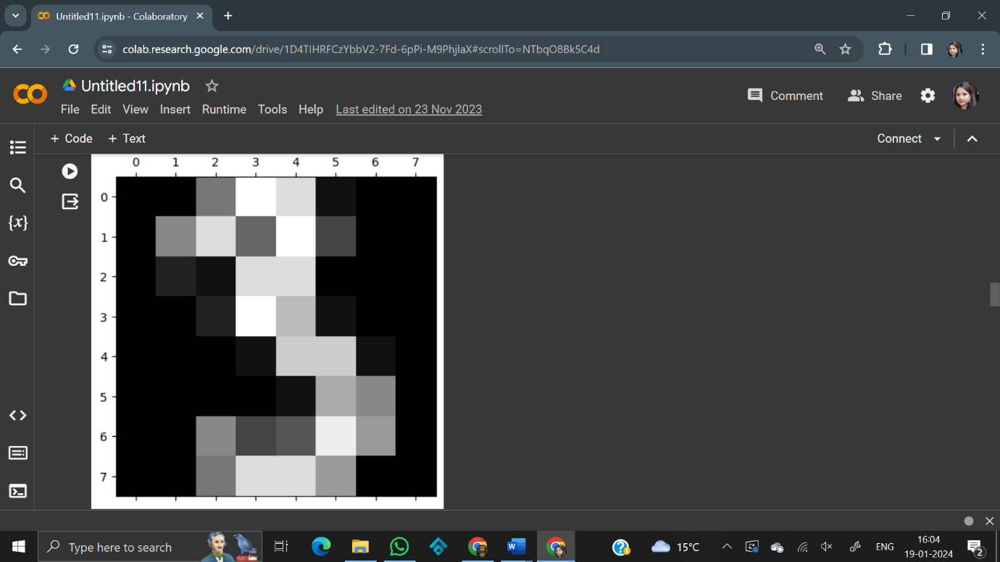 Untitled11.ipynb - Colaboratory
colab.research.google.com/drive/1D4TIHRFCzYbbV2-7Fd-6pPi-M9PhjlaX#scrollTo=NTbqO8Bk5C4d
CO
Untitled11.ipynb
Comment Share
File Edit View Insert Runtime Tools Help Last edited on 23 Nov 2023
+ Code + Text Connect
{x}
0 1 2 3 4 5 6 7
0
1
2
3
4
5
6
7
Type here to search
15°C ENG 16:04
19-01-2024
2